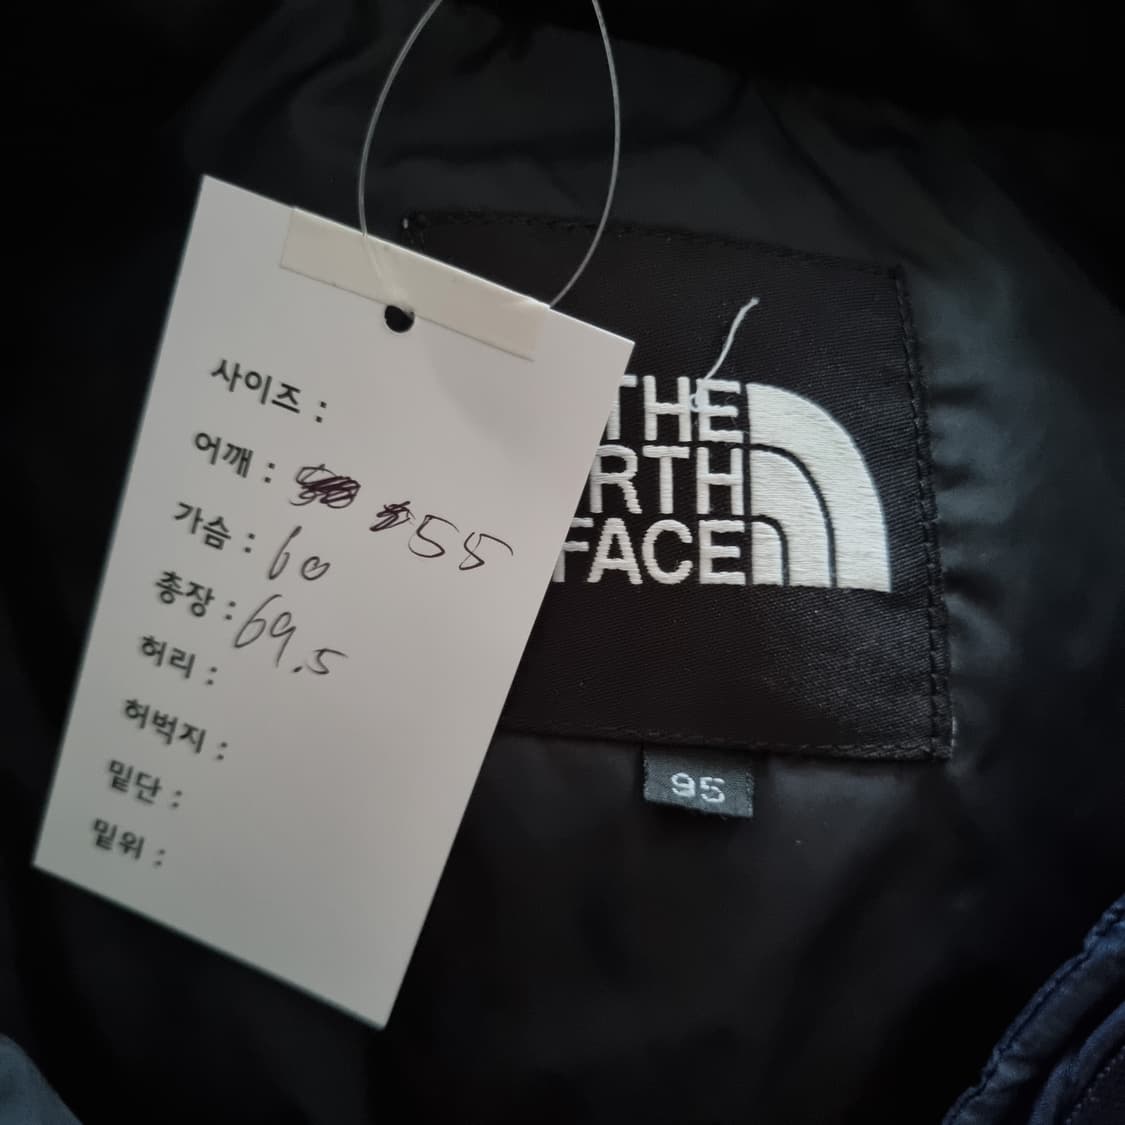 사이즈 :
어깨 : 55
가슴 : 60
총장 : 69.5
허리 :
허벅지 :
밑단 :
밑위 :
THE
RTH
FACE
95